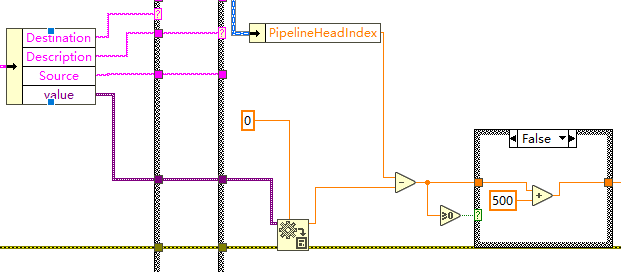 Destination
Description
Source
value
?
?
PipelineHeadIndex
0
−
≥0
?
False
500
+